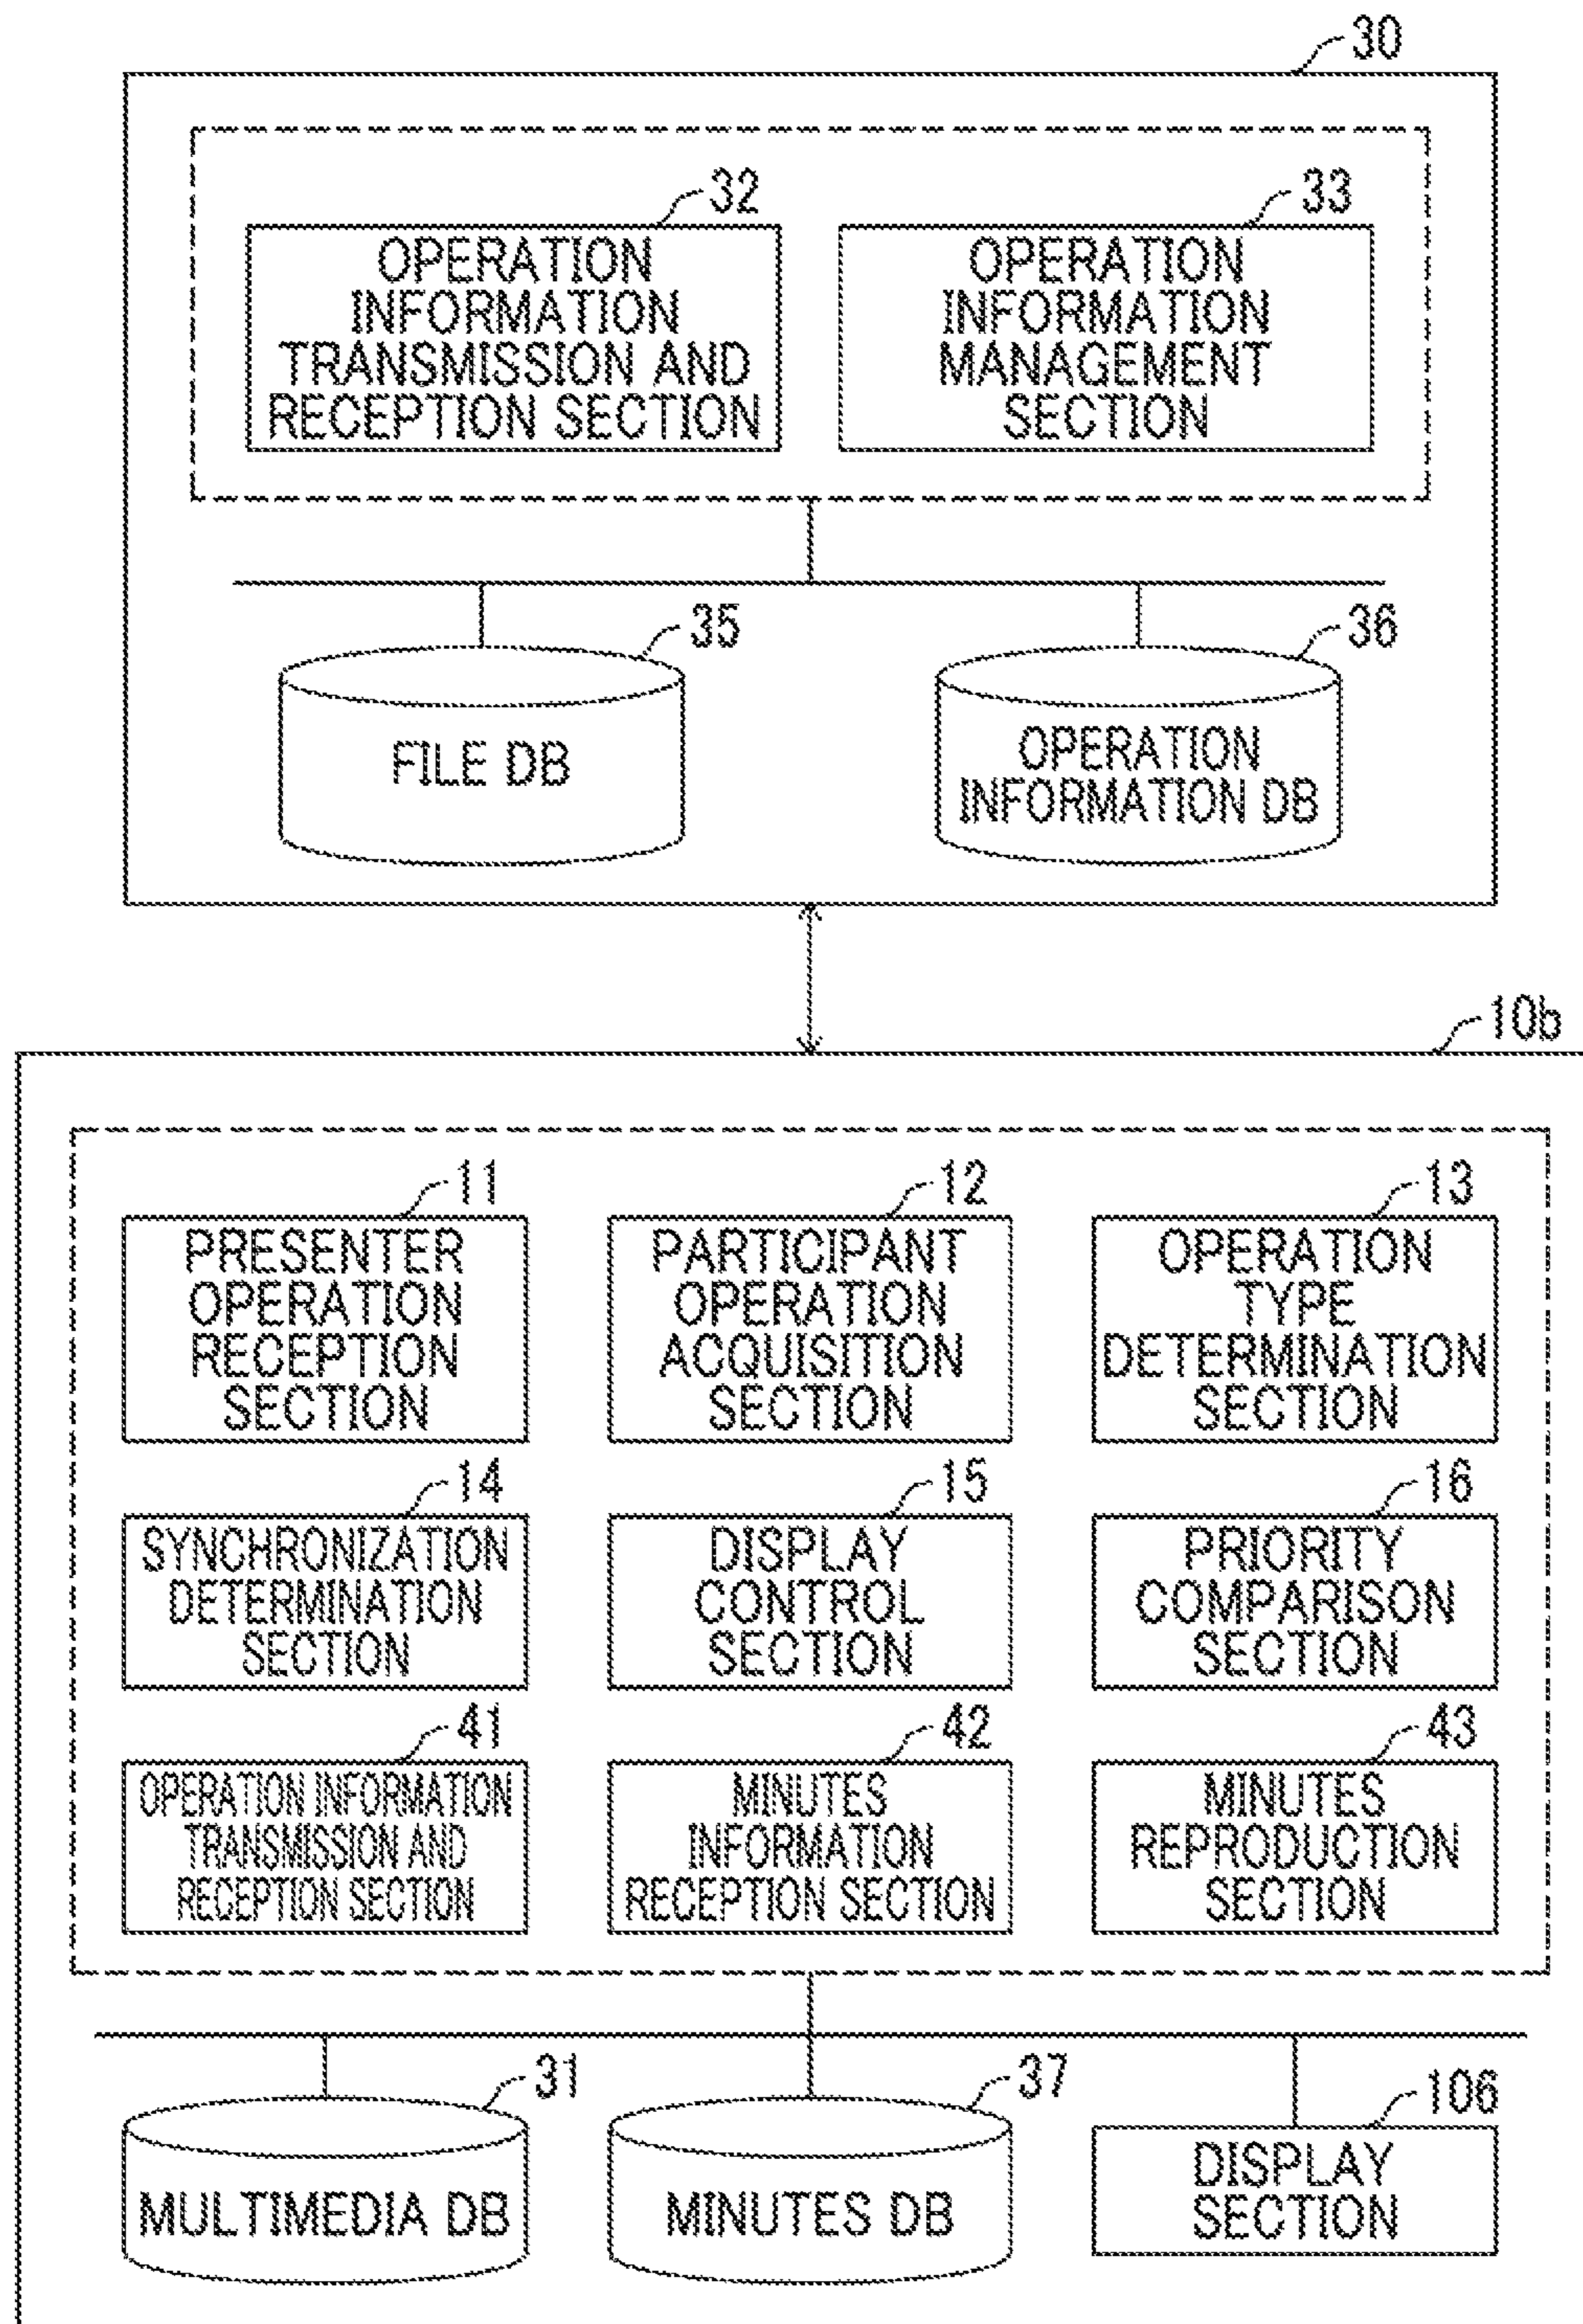 30
32
OPERATION
INFORMATION
TRANSMISSION AND
RECEPTION SECTION
33
OPERATION
INFORMATION
MANAGEMENT
SECTION
35
FILE DB
36
OPERATION
INFORMATION DB
10b
11
PRESENTER
OPERATION
RECEPTION
SECTION
12
PARTICIPANT
OPERATION
ACQUISITION
SECTION
13
OPERATION
TYPE
DETERMINATION
SECTION
14
SYNCHRONIZATION
DETERMINATION
SECTION
15
DISPLAY
CONTROL
SECTION
16
PRIORITY
COMPARISON
SECTION
41
OPERATION INFORMATION
TRANSMISSION AND
RECEPTION SECTION
42
MINUTES
INFORMATION
RECEPTION SECTION
43
MINUTES
REPRODUCTION
SECTION
31
MULTIMEDIA DB
37
MINUTES DB
106
DISPLAY
SECTION